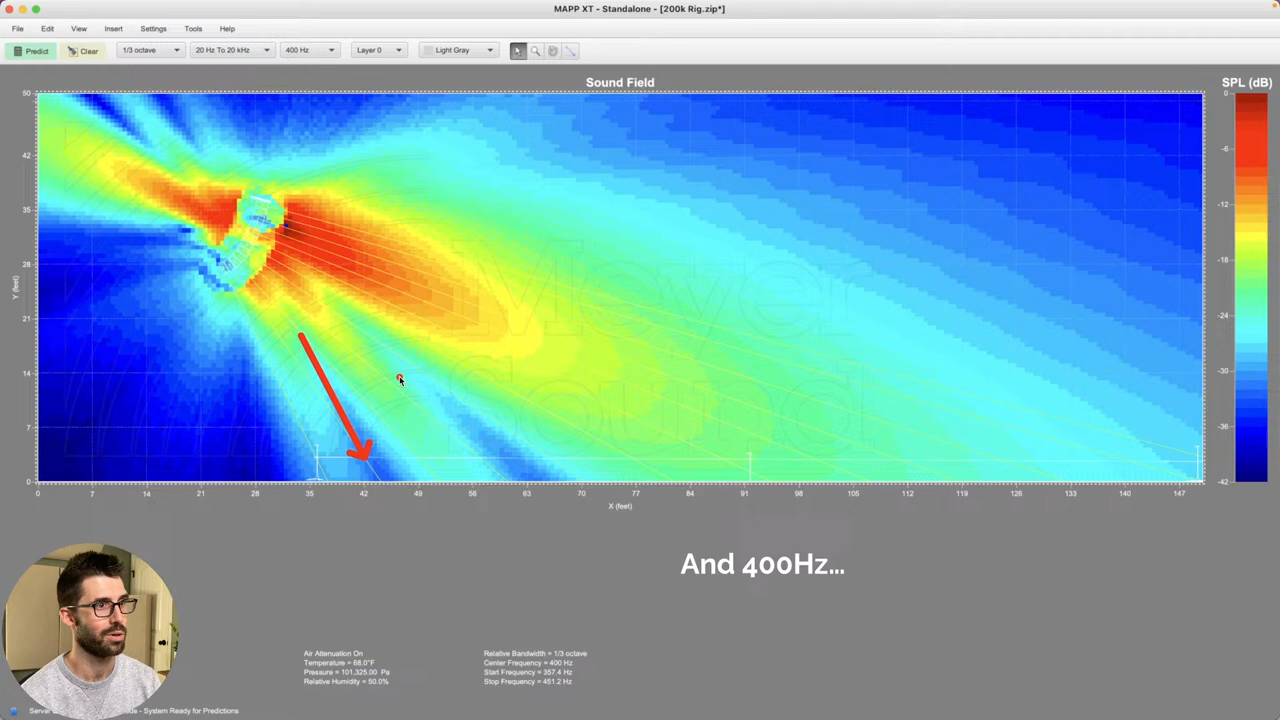 MAPP XT - Standalone - [200k Rig.zip*]
File Edit View Insert Settings Tools Help
Predict Clear 1/3 octave 20 Hz To 20 kHz 400 Hz Layer 0 Light Gray
Sound Field
SPL (dB)
50
42
35
28
21
14
7
0
Y (feet)
0 7 14 21 28 35 42 49 56 63 70 77 84 91 98 105 112 119 126 133 140 147
X (feet)
0
-6
-12
-18
-24
-30
-36
-42
Meyer
Sound
And 400Hz...
Air Attenuation On
Temperature = 68.0°F
Pressure = 101,325.00 Pa
Relative Humidity = 50.0%
Relative Bandwidth = 1/3 octave
Center Frequency = 400 Hz
Start Frequency = 357.4 Hz
Stop Frequency = 451.2 Hz
- System Ready for Predictions